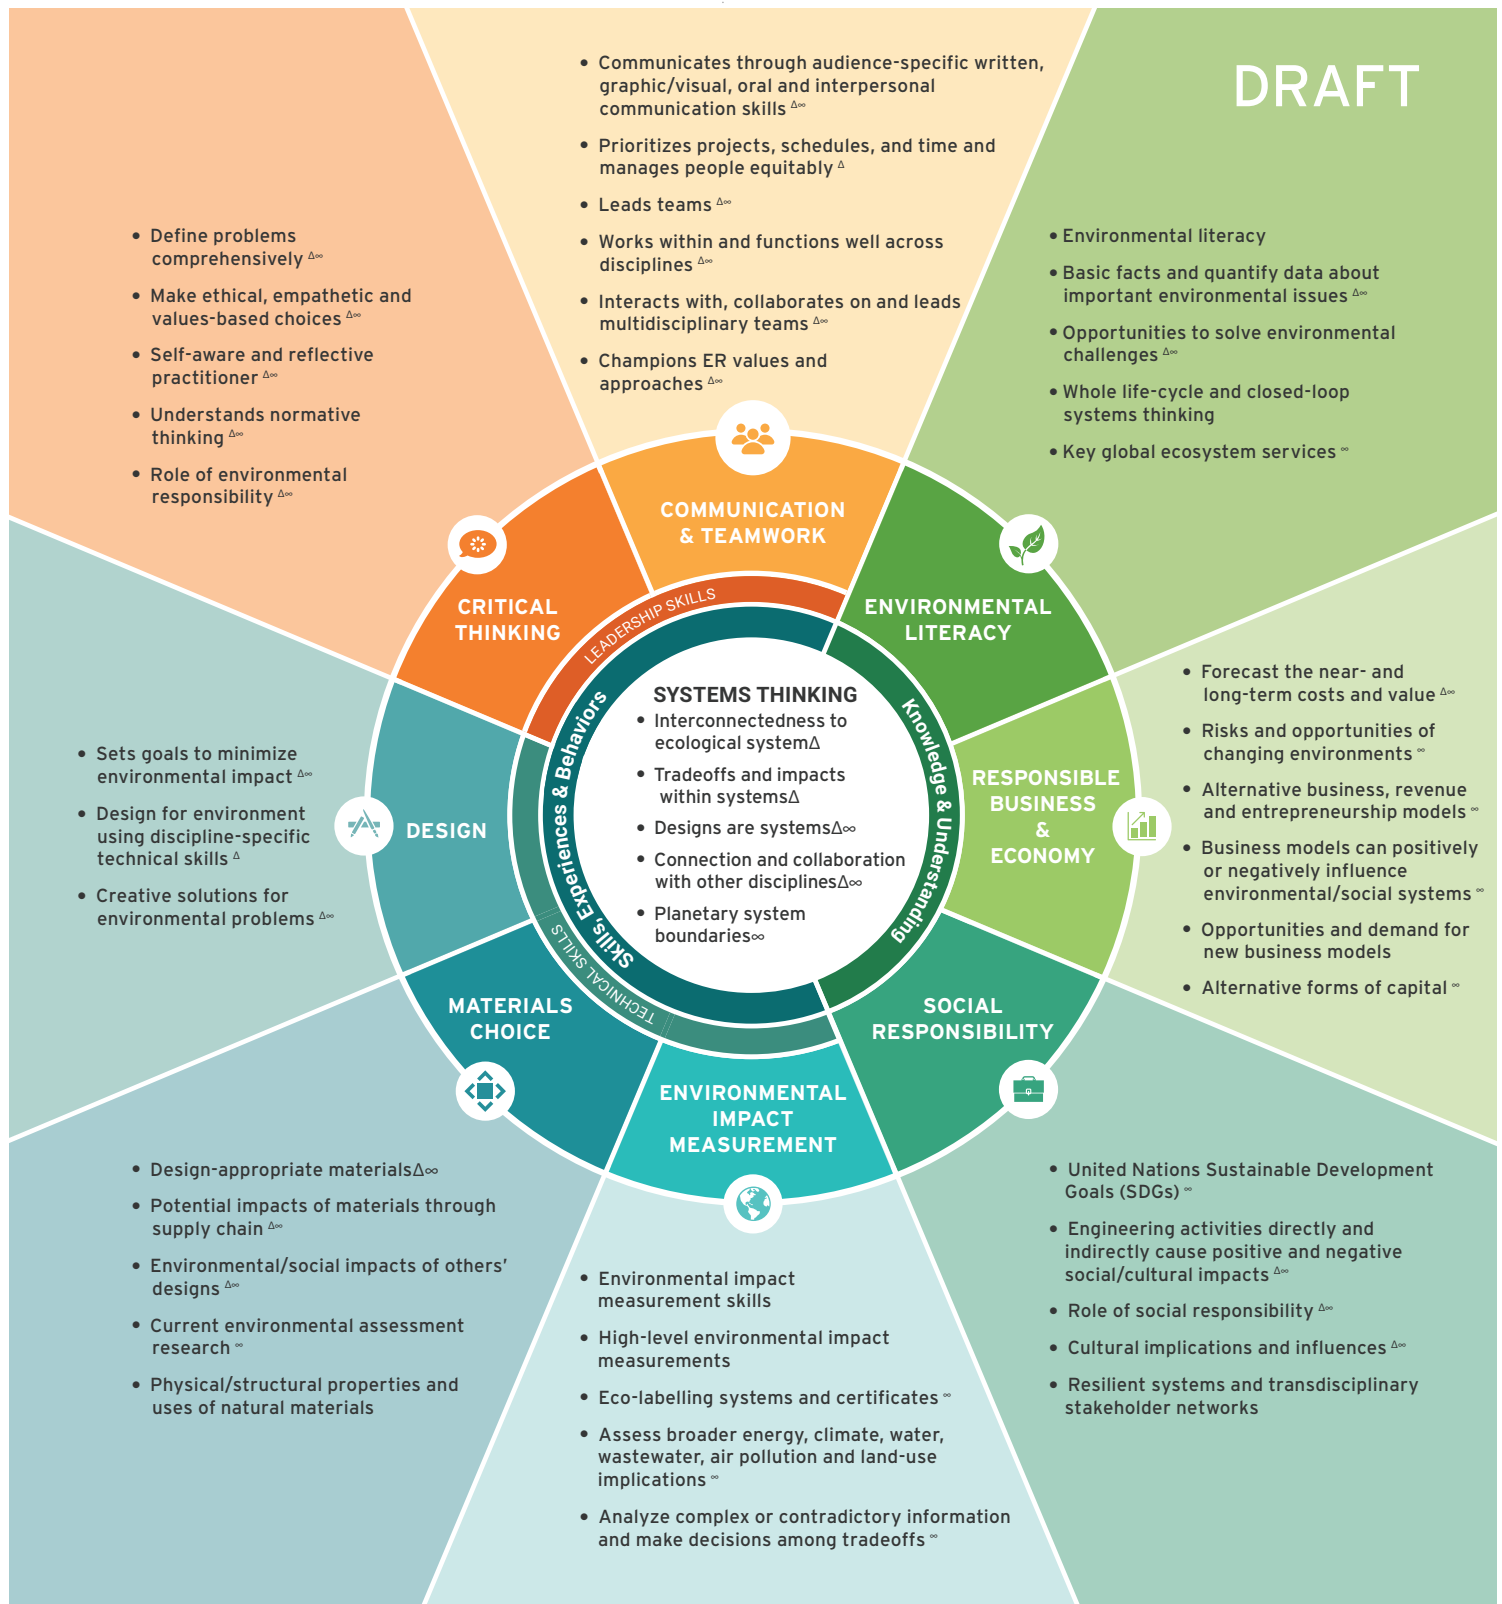 DRAFT
• Communicates through audience-specific written,
graphic/visual, oral and interpersonal
communication skills Δ∞
• Prioritizes projects, schedules, and time and
manages people equitably Δ
• Leads teams Δ∞
• Works within and functions well across
disciplines Δ∞
• Interacts with, collaborates on and leads
multidisciplinary teams Δ∞
• Champions ER values and
approaches Δ∞
• Define problems
comprehensively Δ∞
• Make ethical, empathetic and
values-based choices Δ∞
• Self-aware and reflective
practitioner Δ∞
• Understands normative
thinking Δ∞
• Role of environmental
responsibility Δ∞
• Environmental literacy
• Basic facts and quantify data about
important environmental issues Δ∞
• Opportunities to solve environmental
challenges Δ∞
• Whole life-cycle and closed-loop
systems thinking
• Key global ecosystem services ∞
COMMUNICATION
& TEAMWORK
CRITICAL
THINKING
ENVIRONMENTAL
LITERACY
LEADERSHIP SKILLS
Skills, Experiences & Behaviors
Knowledge & Understanding
TECHNICAL SKILLS
SYSTEMS THINKING
• Interconnectedness to
ecological systemΔ
• Tradeoffs and impacts
within systemsΔ
• Designs are systemsΔ∞
• Connection and collaboration
with other disciplinesΔ∞
• Planetary system
boundaries∞
DESIGN
• Sets goals to minimize
environmental impact Δ∞
• Design for environment
using discipline-specific
technical skills Δ
• Creative solutions for
environmental problems Δ∞
RESPONSIBLE
BUSINESS
&
ECONOMY
• Forecast the near- and
long-term costs and value Δ∞
• Risks and opportunities of
changing environments ∞
• Alternative business, revenue
and entrepreneurship models ∞
• Business models can positively
or negatively influence
environmental/social systems ∞
• Opportunities and demand for
new business models
• Alternative forms of capital ∞
MATERIALS
CHOICE
ENVIRONMENTAL
IMPACT
MEASUREMENT
SOCIAL
RESPONSIBILITY
• Design-appropriate materialsΔ∞
• Potential impacts of materials through
supply chain Δ∞
• Environmental/social impacts of others’
designs Δ∞
• Current environmental assessment
research ∞
• Physical/structural properties and
uses of natural materials
• Environmental impact
measurement skills
• High-level environmental impact
measurements
• Eco-labelling systems and certificates ∞
• Assess broader energy, climate, water,
wastewater, air pollution and land-use
implications ∞
• Analyze complex or contradictory information
and make decisions among tradeoffs ∞
• United Nations Sustainable Development
Goals (SDGs) ∞
• Engineering activities directly and
indirectly cause positive and negative
social/cultural impacts Δ∞
• Role of social responsibility Δ∞
• Cultural implications and influences Δ∞
• Resilient systems and transdisciplinary
stakeholder networks